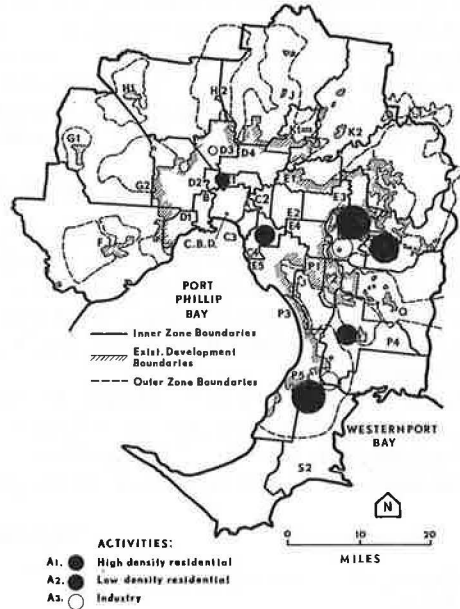 H1
H2
J
K1
K2
G1
D3
D4
G2
D2
B
I
E1
E3
D1
C2
F
C.B.D.
C3
E2
E4
E5
P1
PORT
PHILLIP
BAY
P3
O
P4
Inner Zone Boundaries
Exist. Development
Boundaries
Outer Zone Boundaries
P5
WESTERNPORT
BAY
S2
N
0 10 20
MILES
ACTIVITIES:
A1. High density residential
A2. Low density residential
A3. Industry